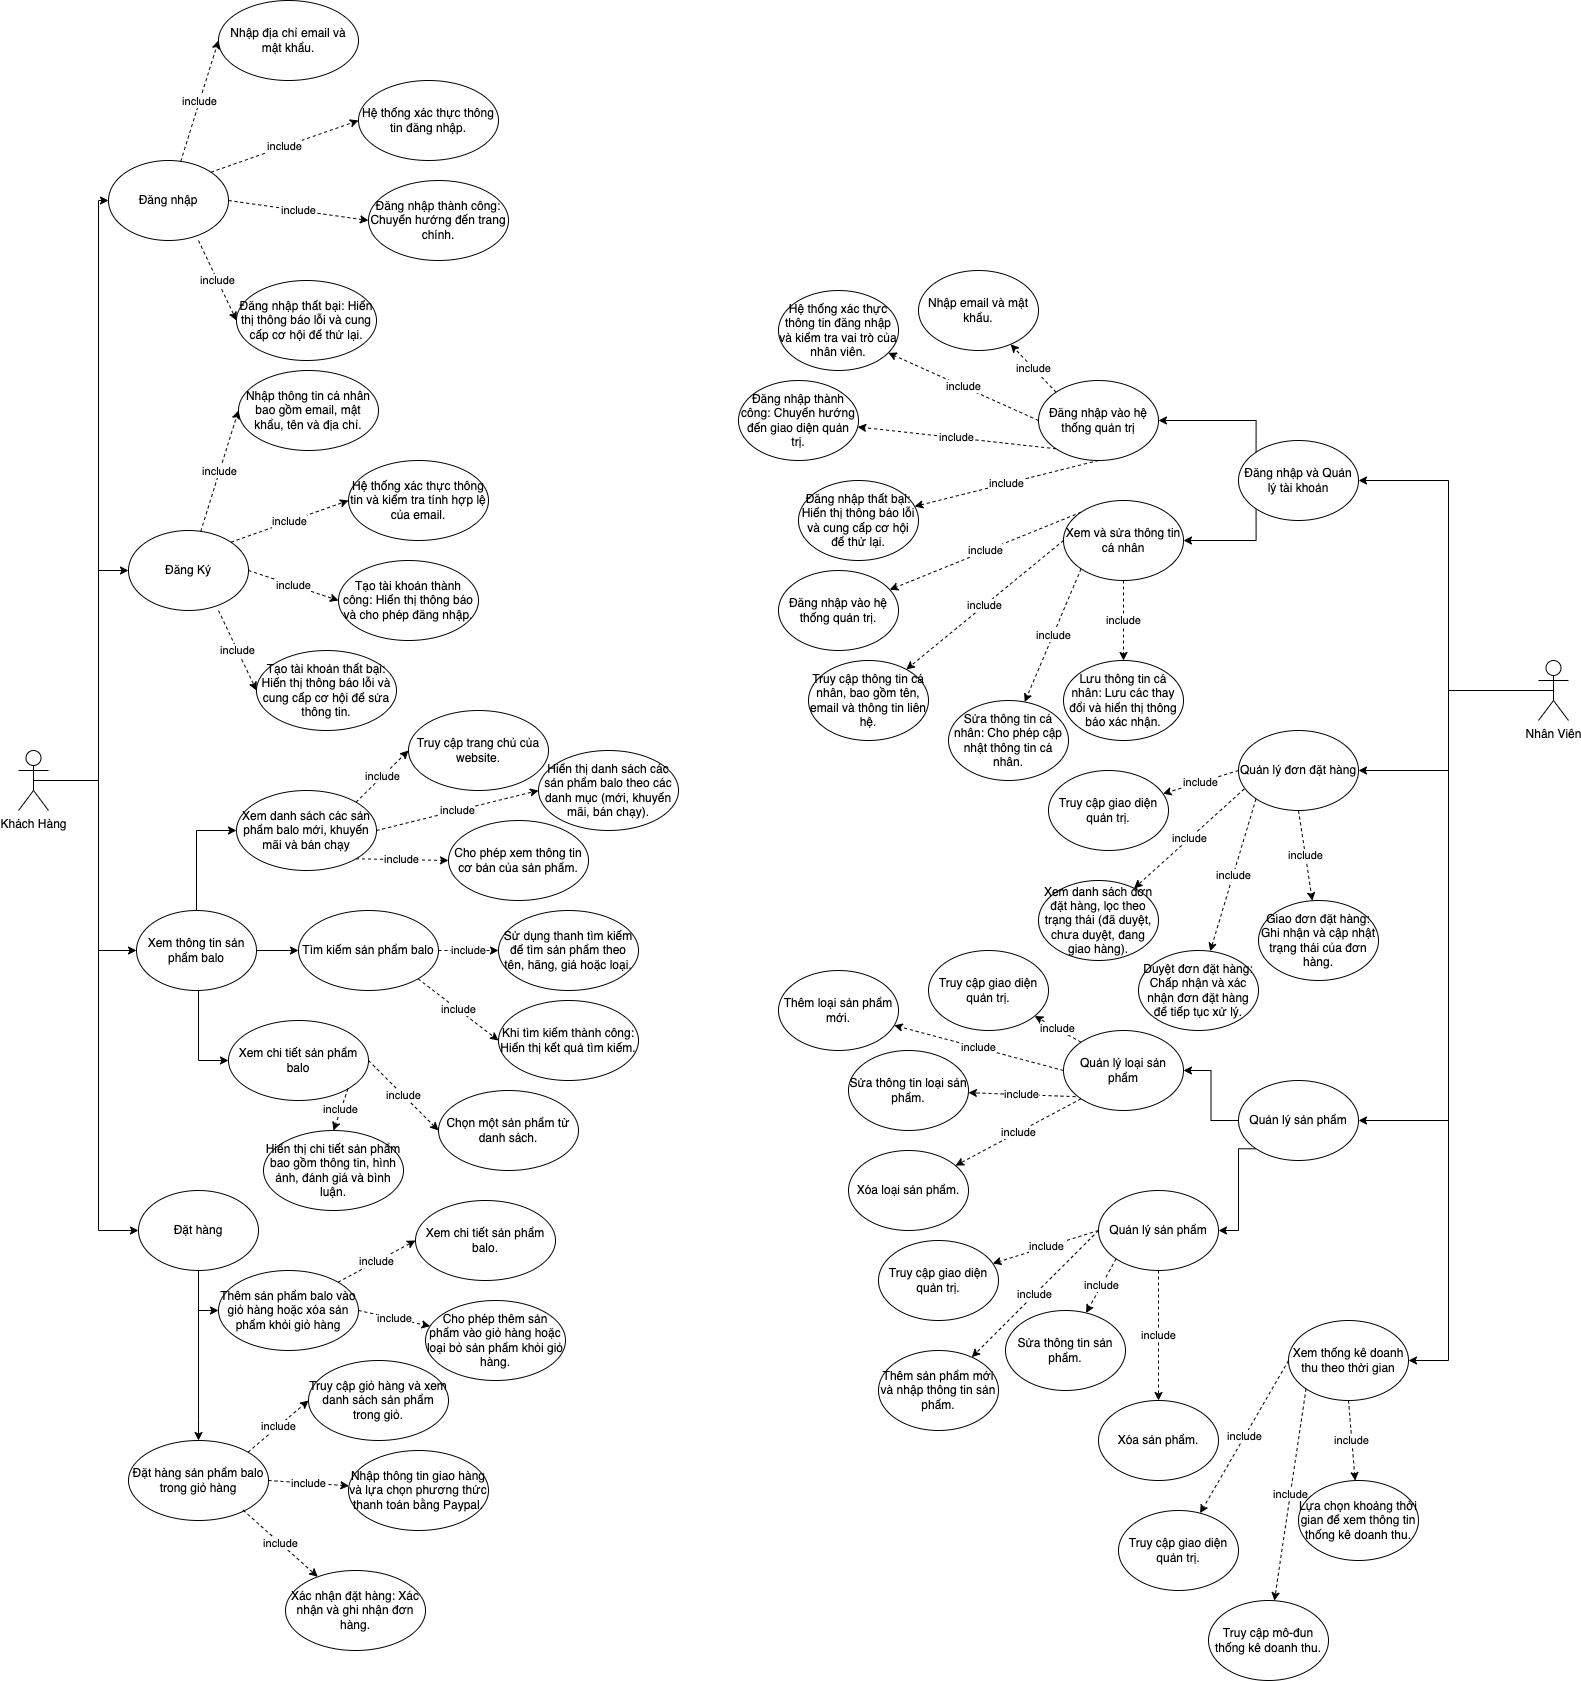 Nhập địa chỉ email và
mật khẩu.
include
Hệ thống xác thực thông
tin đăng nhập.
include
Đăng nhập
Đăng nhập thành công:
Chuyển hướng đến trang
chính.
include
include
Đăng nhập thất bại: Hiển
thị thông báo lỗi và cung
cấp cơ hội để thử lại.
Nhập thông tin cá nhân
bao gồm email, mật
khẩu, tên và địa chỉ.
include
Hệ thống xác thực thông
tin và kiểm tra tính hợp lệ
của email.
include
Đăng Ký
include
Tạo tài khoản thành
công: Hiển thị thông báo
và cho phép đăng nhập.
include
Tạo tài khoản thất bại:
Hiển thị thông báo lỗi và
cung cấp cơ hội để sửa
thông tin.
Khách Hàng
Truy cập trang chủ của
website.
include
Hiển thị danh sách các
sản phẩm balo theo các
danh mục (mới, khuyến
mãi, bán chạy).
include
Xem danh sách các sản
phẩm balo mới, khuyến
mãi và bán chạy
include
Cho phép xem thông tin
cơ bản của sản phẩm.
Xem thông tin sản
phẩm balo
Tìm kiếm sản phẩm balo
include
Sử dụng thanh tìm kiếm
để tìm sản phẩm theo
tên, hãng, giá hoặc loại.
include
Khi tìm kiếm thành công:
Hiển thị kết quả tìm kiếm.
Xem chi tiết sản phẩm
balo
include
include
Chọn một sản phẩm từ
danh sách.
Hiển thị chi tiết sản phẩm
bao gồm thông tin, hình
ảnh, đánh giá và bình
luận.
Đặt hàng
Xem chi tiết sản phẩm
balo.
include
Thêm sản phẩm balo vào
giỏ hàng hoặc xóa sản
phẩm khỏi giỏ hàng
include
Cho phép thêm sản
phẩm vào giỏ hàng hoặc
loại bỏ sản phẩm khỏi giỏ
hàng.
Truy cập giỏ hàng và xem
danh sách sản phẩm
trong giỏ.
include
Đặt hàng sản phẩm balo
trong giỏ hàng
include
Nhập thông tin giao hàng
và lựa chọn phương thức
thanh toán bằng Paypal
include
Xác nhận đặt hàng: Xác
nhận và ghi nhận đơn
hàng.
Nhập email và mật
khẩu.
Hệ thống xác thực
thông tin đăng nhập
và kiểm tra vai trò của
nhân viên.
include
include
Đăng nhập thành
công: Chuyển hướng
đến giao diện quản
trị.
include
Đăng nhập vào hệ
thống quản trị
include
Đăng nhập thất bại:
Hiển thị thông báo lỗi
và cung cấp cơ hội
để thử lại.
Đăng nhập và Quản
lý tài khoản
Xem và sửa thông tin
cá nhân
include
include
include
include
Đăng nhập vào hệ
thống quản trị.
Truy cập thông tin cá
nhân, bao gồm tên,
email và thông tin liên
hệ.
Sửa thông tin cá
nhân: Cho phép cập
nhật thông tin cá
nhân.
Lưu thông tin cá
nhân: Lưu các thay
đổi và hiển thị thông
báo xác nhận.
Nhân Viên
Quản lý đơn đặt hàng
include
Truy cập giao diện
quản trị.
include
include
include
Xem danh sách đơn
đặt hàng, lọc theo
trạng thái (đã duyệt,
chưa duyệt, đang
giao hàng).
Giao đơn đặt hàng:
Ghi nhận và cập nhật
trạng thái của đơn
hàng.
Duyệt đơn đặt hàng:
Chấp nhận và xác
nhận đơn đặt hàng
để tiếp tục xử lý.
Truy cập giao diện
quản trị.
Thêm loại sản phẩm
mới.
include
include
Quản lý loại sản
phẩm
Sửa thông tin loại sản
phẩm.
include
include
Xóa loại sản phẩm.
Quản lý sản phẩm
Quản lý sản phẩm
include
Truy cập giao diện
quản trị.
include
include
include
Sửa thông tin sản
phẩm.
Thêm sản phẩm mới
và nhập thông tin sản
phẩm.
Xóa sản phẩm.
Xem thống kê doanh
thu theo thời gian
include
include
include
Lựa chọn khoảng thời
gian để xem thông tin
thống kê doanh thu.
Truy cập giao diện
quản trị.
Truy cập mô-đun
thống kê doanh thu.